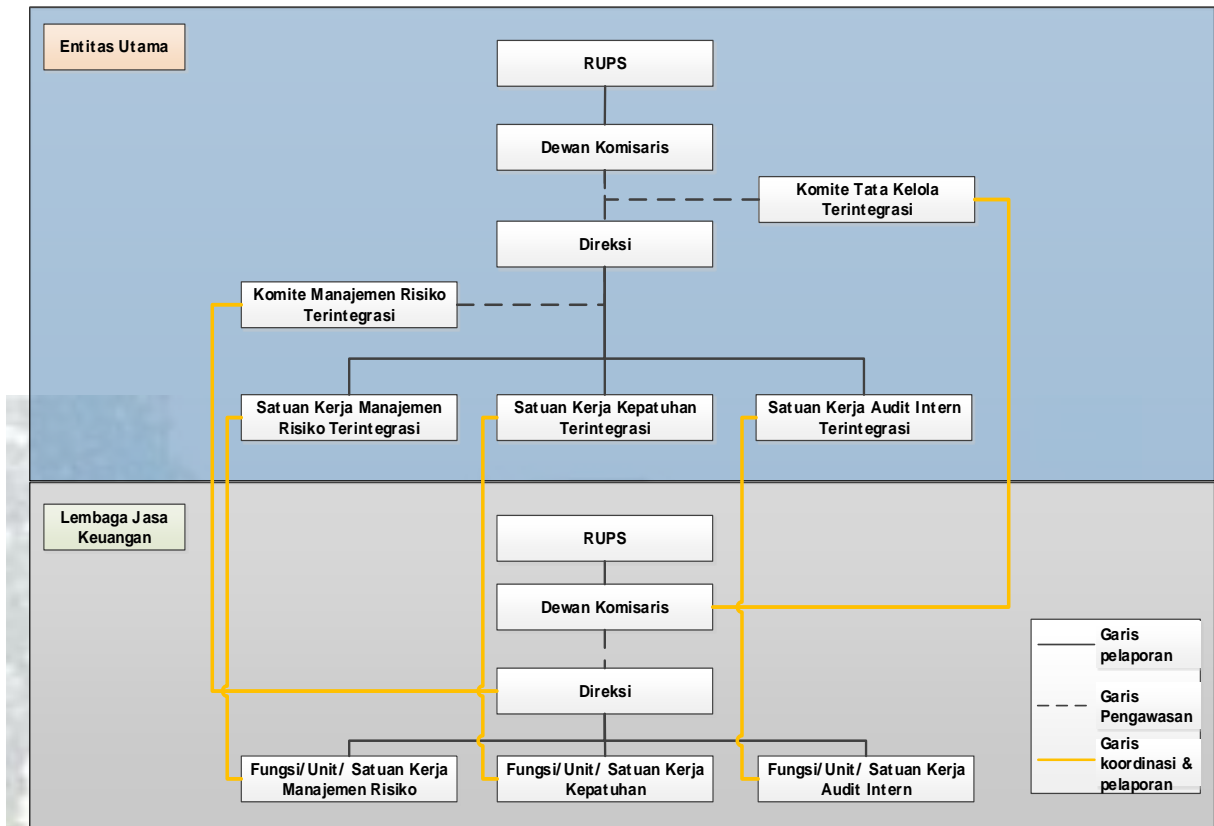 Entitas Utama
RUPS
Dewan Komisaris
Komite Tata Kelola
Terintegrasi
Direksi
Komite Manajemen Risiko
Terintegrasi
Satuan Kerja Manajemen
Risiko Terintegrasi
Satuan Kerja Kepatuhan
Terintegrasi
Satuan Kerja Audit Intern
Terintegrasi
Lembaga Jasa
Keuangan
RUPS
Dewan Komisaris
Direksi
Fungsi/Unit/ Satuan Kerja
Manajemen Risiko
Fungsi/Unit/ Satuan Kerja
Kepatuhan
Fungsi/Unit/ Satuan Kerja
Audit Intern
Garis
pelaporan
Garis
Pengawasan
Garis
koordinasi &
pelaporan